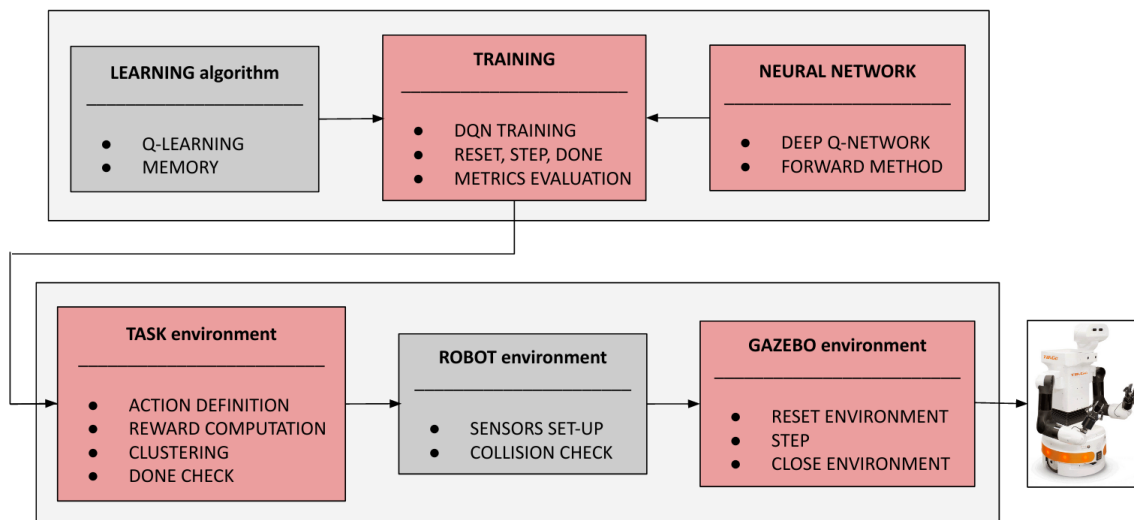 LEARNING algorithm
● Q-LEARNING
● MEMORY
TRAINING
● DQN TRAINING
● RESET, STEP, DONE
● METRICS EVALUATION
NEURAL NETWORK
● DEEP Q-NETWORK
● FORWARD METHOD
TASK environment
● ACTION DEFINITION
● REWARD COMPUTATION
● CLUSTERING
● DONE CHECK
ROBOT environment
● SENSORS SET-UP
● COLLISION CHECK
GAZEBO environment
● RESET ENVIRONMENT
● STEP
● CLOSE ENVIRONMENT